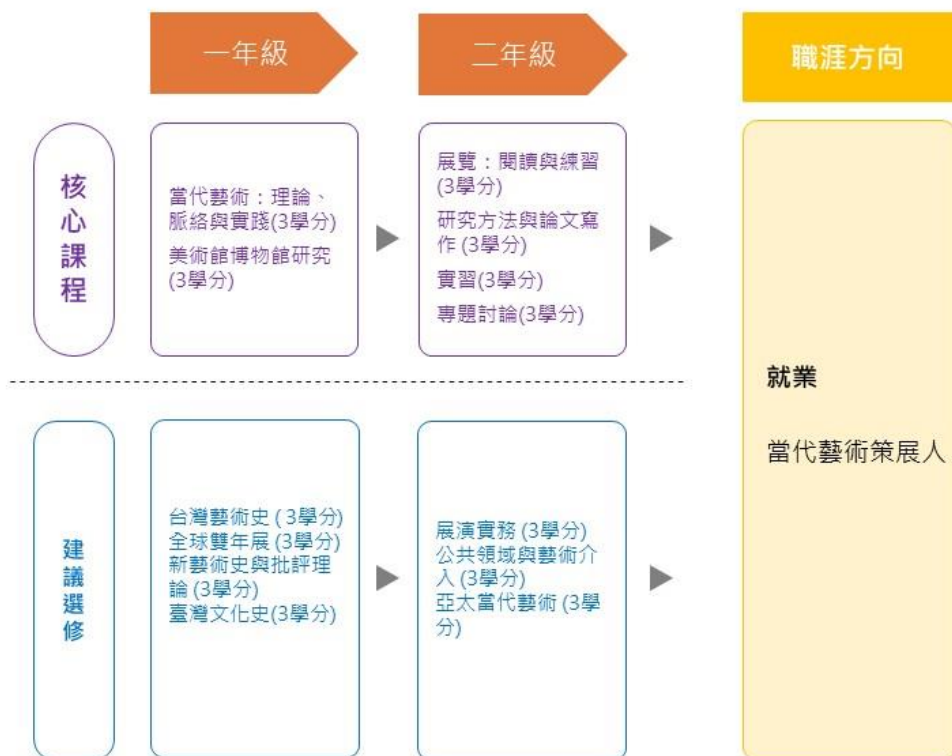 一年級
二年級
職涯方向
核
心
課
程
當代藝術：理論、
脈絡與實踐(3學分)
美術館博物館研究
(3學分)
展覽：閱讀與練習
(3學分)
研究方法與論文寫
作 (3學分)
實習(3學分)
專題討論(3學分)
就業
當代藝術策展人
建
議
選
修
台灣藝術史 ( 3學分)
全球雙年展 (3學分)
新藝術史與批評理
論 (3學分)
臺灣文化史(3學分)
展演實務 (3學分)
公共領域與藝術介
入 (3學分)
亞太當代藝術 (3學
分)